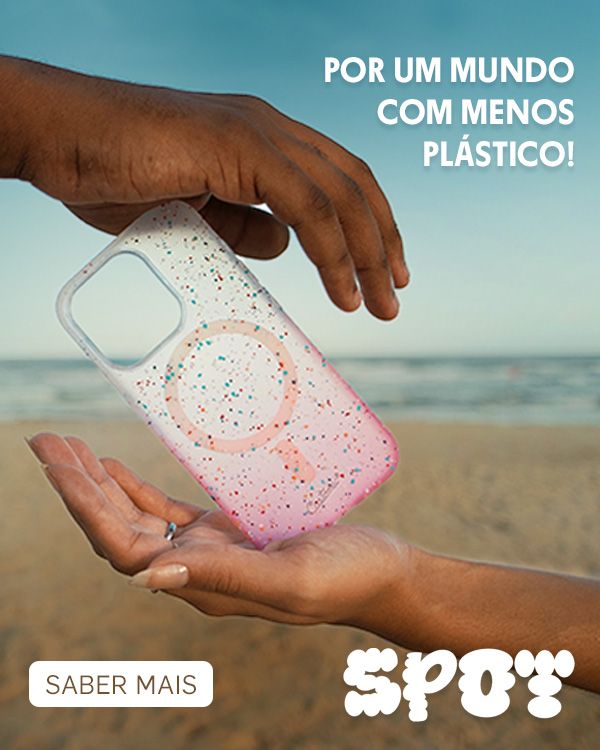 POR UM MUNDO
COM MENOS
PLÁSTICO!
SABER MAIS
SPOT